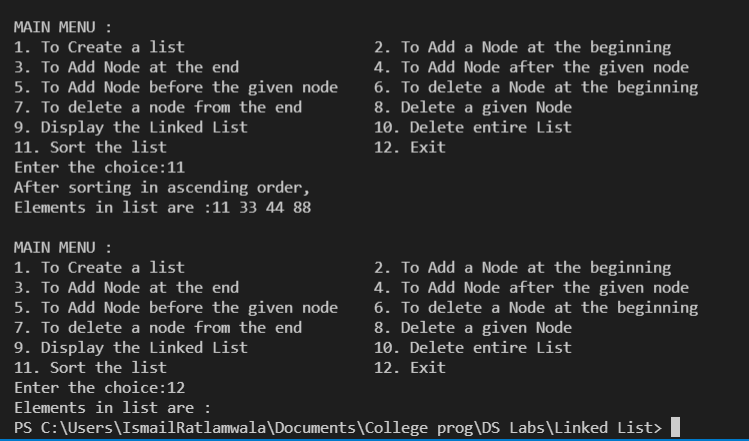 MAIN MENU :
1. To Create a list 2. To Add a Node at the beginning
3. To Add Node at the end 4. To Add Node after the given node
5. To Add Node before the given node 6. To delete a Node at the beginning
7. To delete a node from the end 8. Delete a given Node
9. Display the Linked List 10. Delete entire List
11. Sort the list 12. Exit
Enter the choice:11
After sorting in ascending order,
Elements in list are :11 33 44 88
MAIN MENU :
1. To Create a list 2. To Add a Node at the beginning
3. To Add Node at the end 4. To Add Node after the given node
5. To Add Node before the given node 6. To delete a Node at the beginning
7. To delete a node from the end 8. Delete a given Node
9. Display the Linked List 10. Delete entire List
11. Sort the list 12. Exit
Enter the choice:12
Elements in list are :
PS C:\Users\IsmailRatlamwala\Documents\College prog\DS Labs\Linked List>